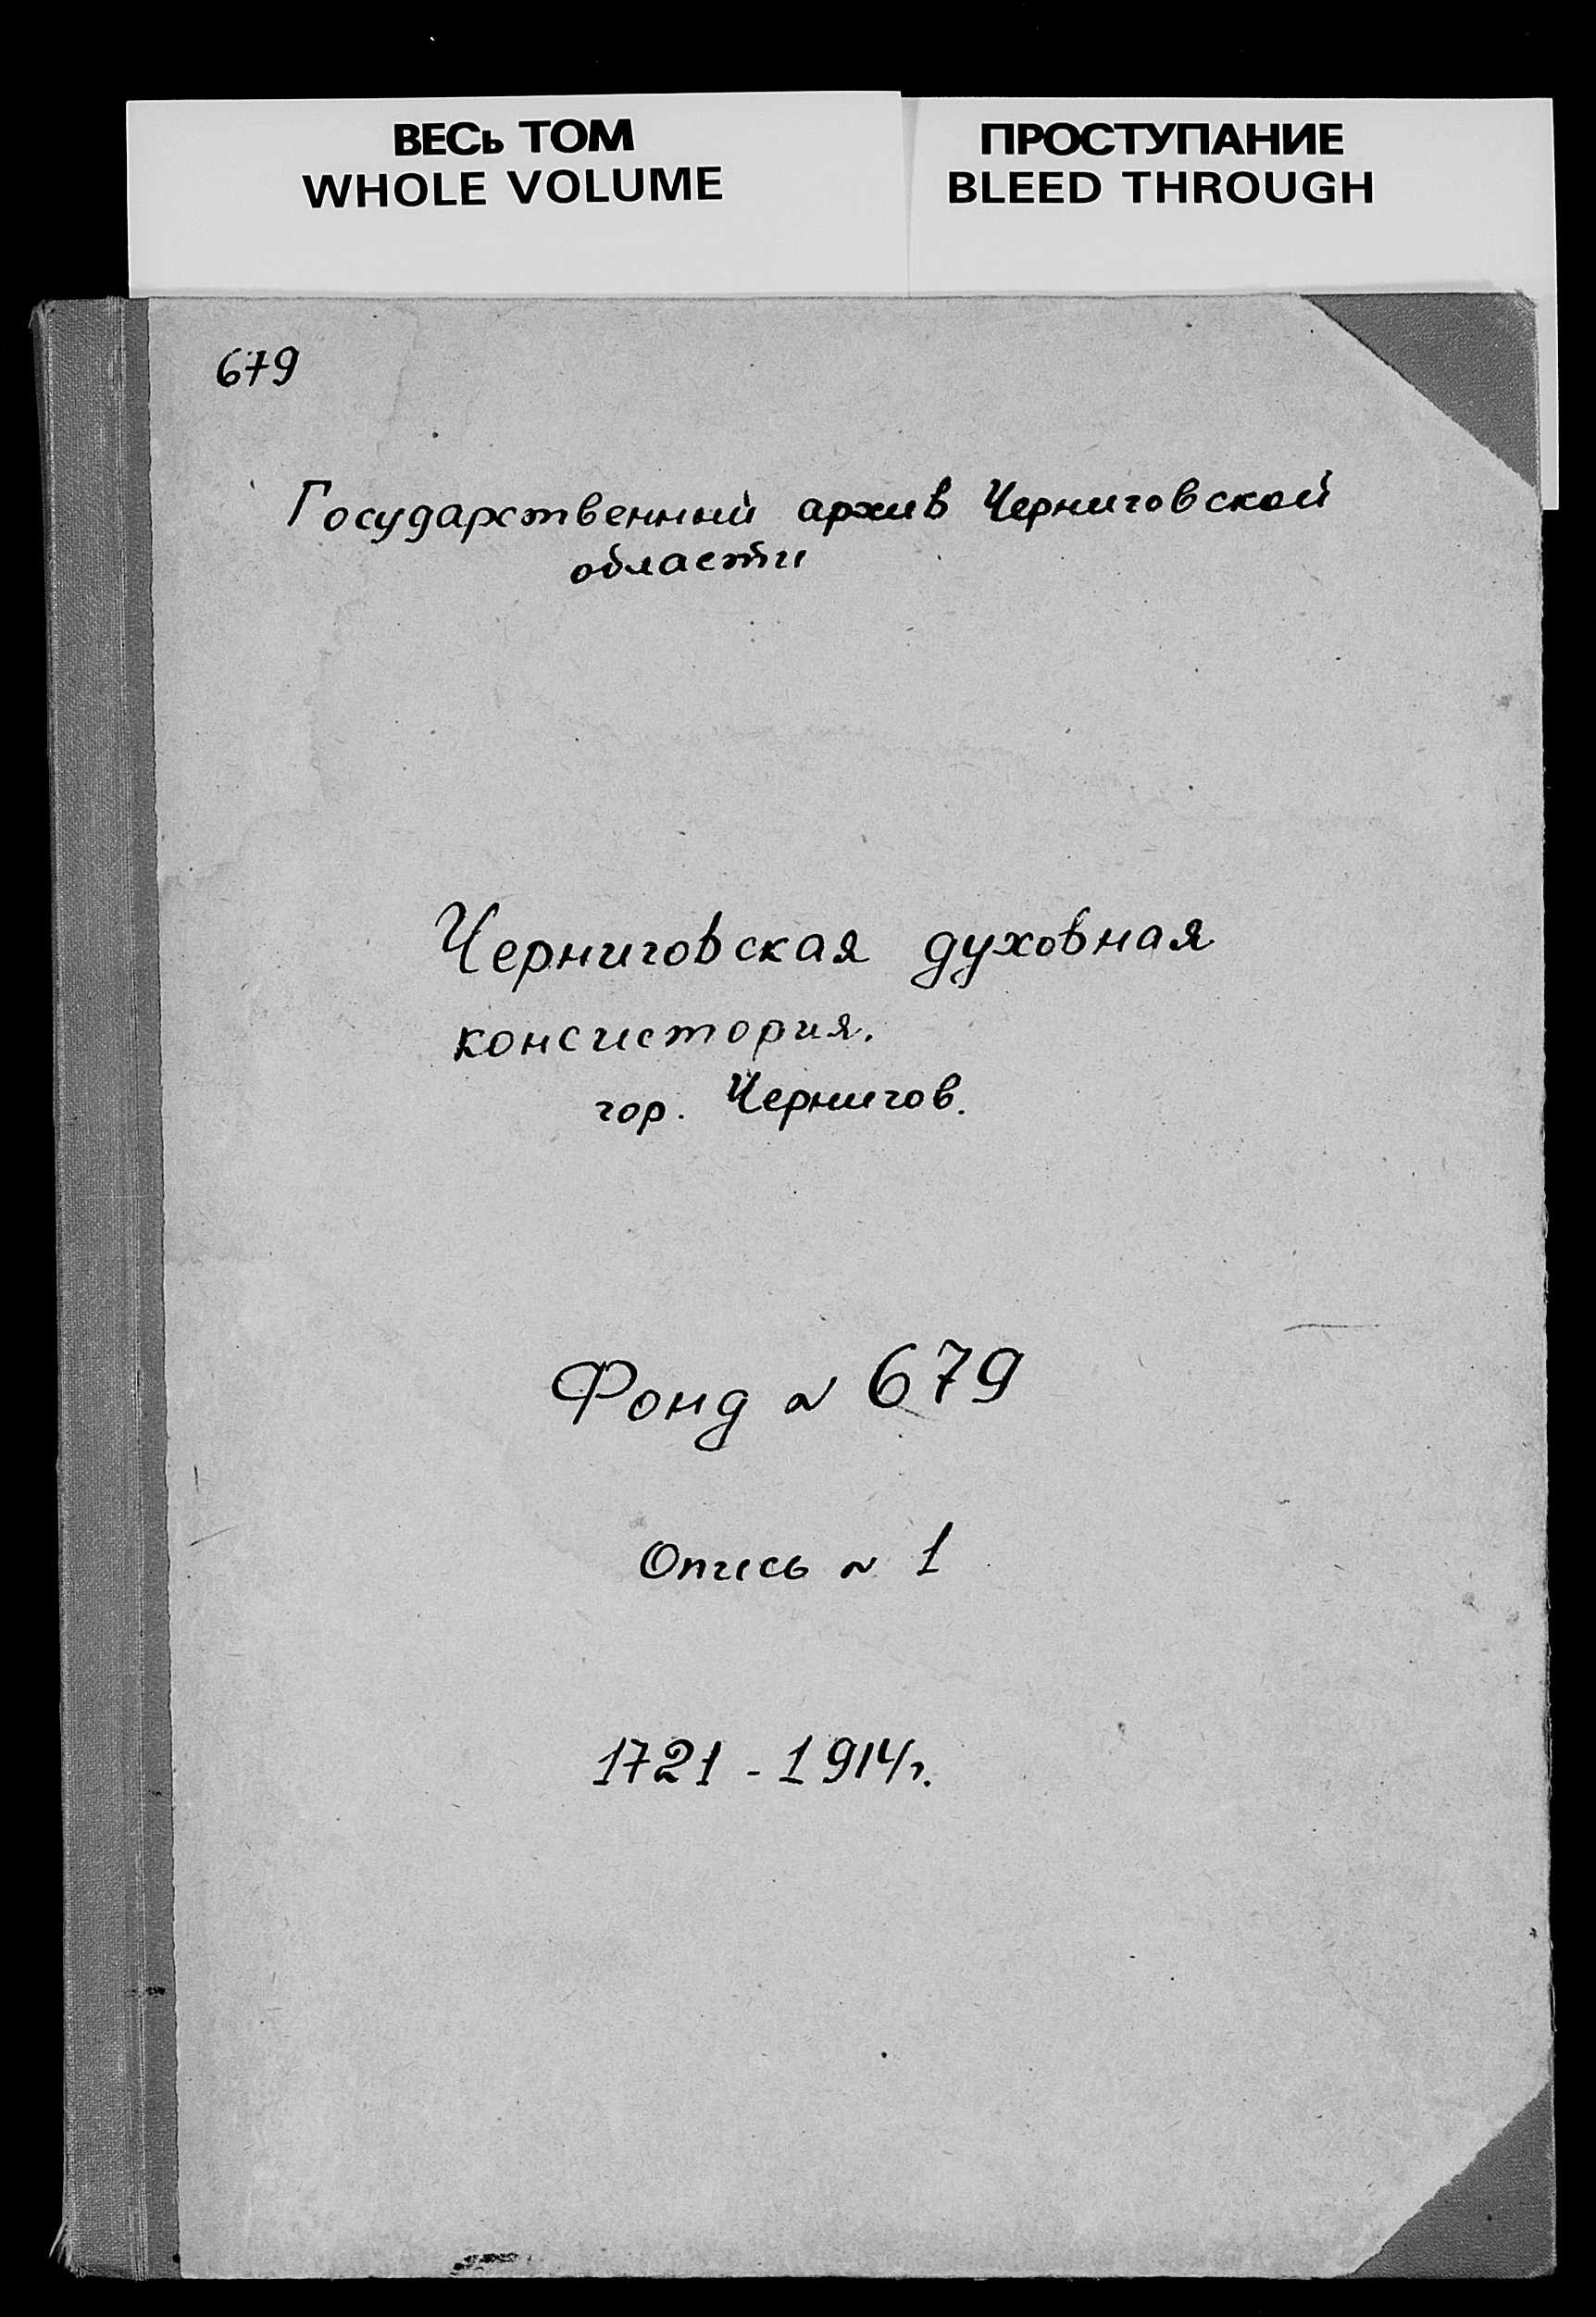 ВЕСЬ ТОМ
WHOLE VOLUME
ПРОСТУПАНИЕ
BLEED THROUGH
679
Государственный архив Черниговской
области
Черниговская духовная
консистория.
гор. Чернигов.
Фонд № 679
Опись № 1
1721 - 1914г.